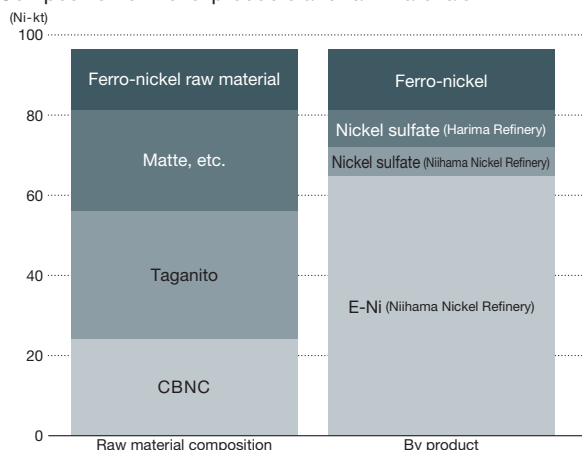 (Ni-kt)
100
80
60
40
20
0
Ferro-nickel raw material
Matte, etc.
Taganito
CBNC
Raw material composition
Ferro-nickel
Nickel sulfate (Harima Refinery)
Nickel sulfate (Niihama Nickel Refinery)
E-Ni (Niihama Nickel Refinery)
By product